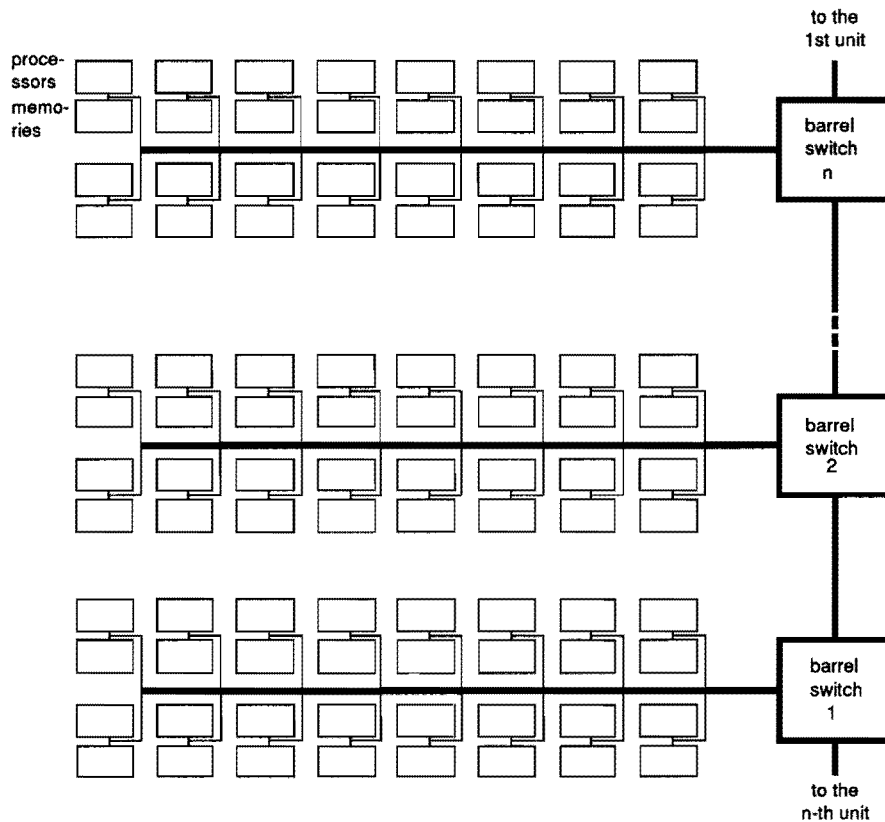 to the
1st unit
proce-
ssors
memo-
ries
barrel
switch
n
barrel
switch
2
barrel
switch
1
to the
n-th unit